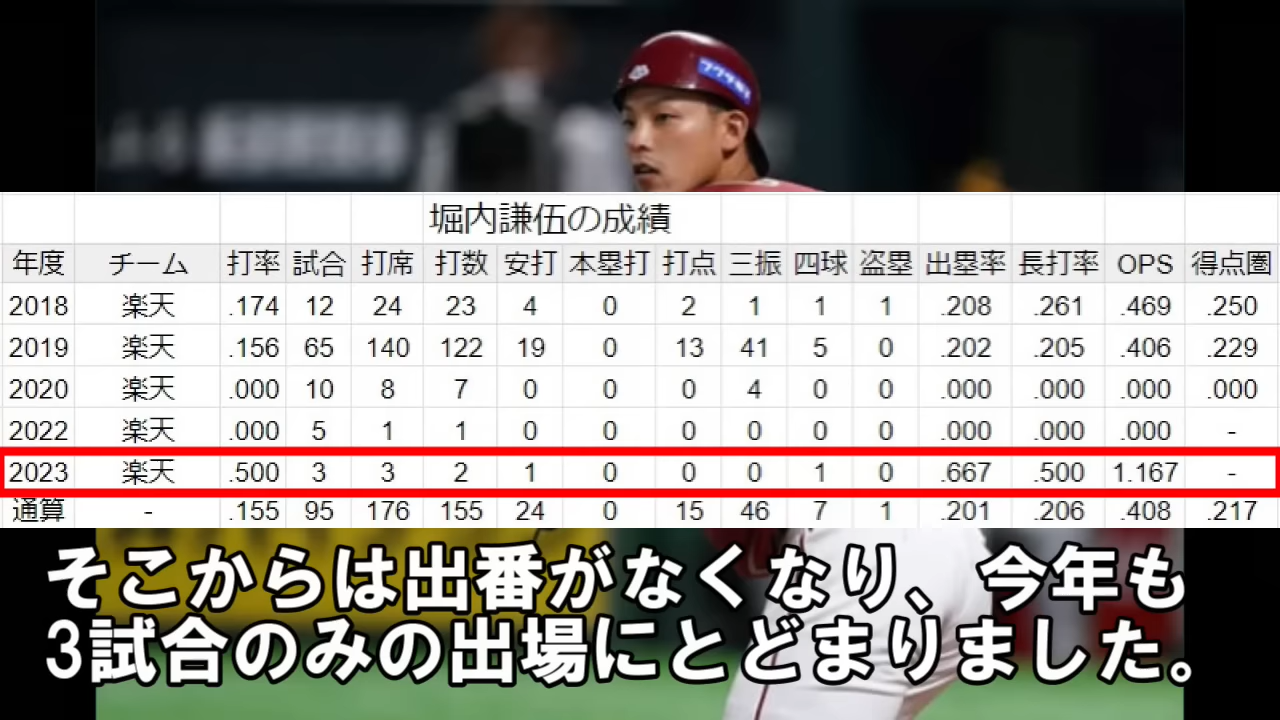 フクダ電子
堀内謙伍の成績
年度 チーム 打率 試合 打席 打数 安打 本塁打 打点 三振 四球 盗塁 出塁率 長打率 OPS 得点圏
2018 楽天 .174 12 24 23 4 0 2 1 1 1 .208 .261 .469 .250
2019 楽天 .156 65 140 122 19 0 13 41 5 0 .202 .205 .406 .229
2020 楽天 .000 10 8 7 0 0 0 4 0 0 .000 .000 .000 .000
2022 楽天 .000 5 1 1 0 0 0 0 0 0 .000 .000 .000 -
2023 楽天 .500 3 3 2 1 0 0 0 1 0 .667 .500 1.167 -
通算 - .155 95 176 155 24 0 15 46 7 1 .201 .206 .408 .217
そこからは出番がなくなり、今年も
3試合のみの出場にとどまりました。